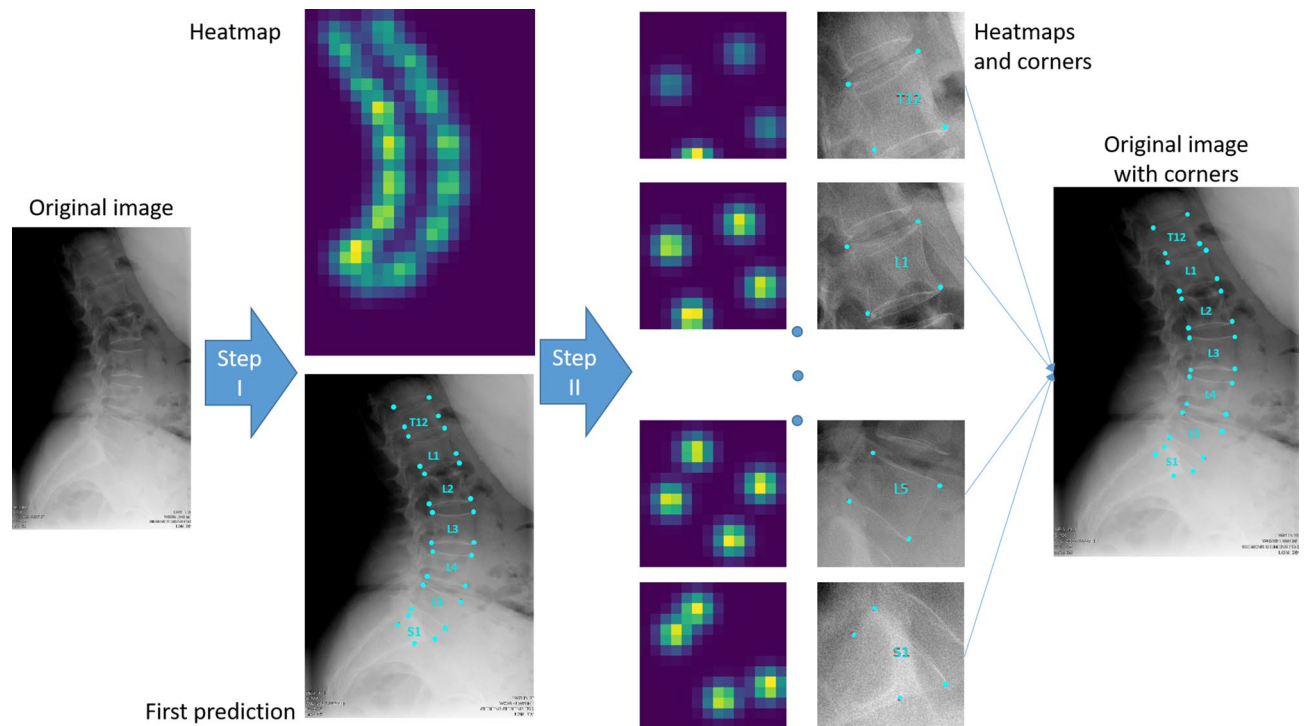 Heatmap
Heatmaps
and corners
Original image
Original image
with corners
Step
I
Step
II
First prediction
T12
L1
L5
S1
T12
L1
L2
L3
L4
L5
S1
T12
L1
L2
L3
L4
L5
S1